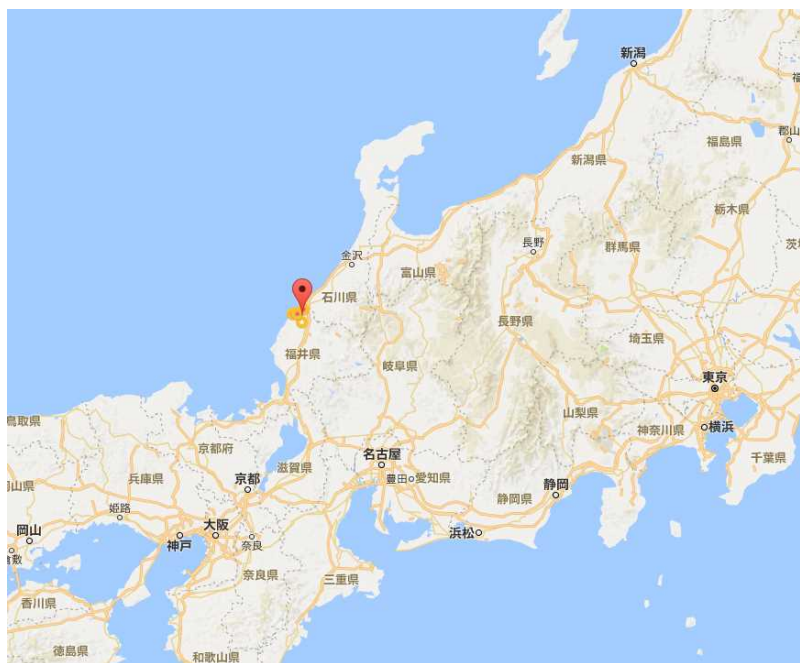 新潟
福島県
郡山
新潟県
栃木県
群馬県
長野
金沢
富山県
石川県
長野県
埼玉県
福井県
岐阜県
東京
山梨県
神奈川県
横浜
鳥取県
京都府
滋賀県
名古屋
千葉県
兵庫県
京都
豊田
愛知県
静岡
静岡県
姫路
岡山
大阪
神戸
奈良
浜松
奈良県
三重県
香川県
徳島県
和歌山県